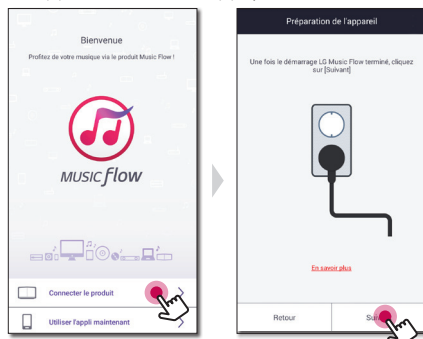 Bienvenue
Profitez de votre musique via le produit Music Flow !
MUSIC flow
Connecter le produit
Utiliser l'appli maintenant
Préparation de l'appareil
Une fois le démarrage LG Music Flow terminé, cliquez
sur [Suivant]
En savoir plus
Retour